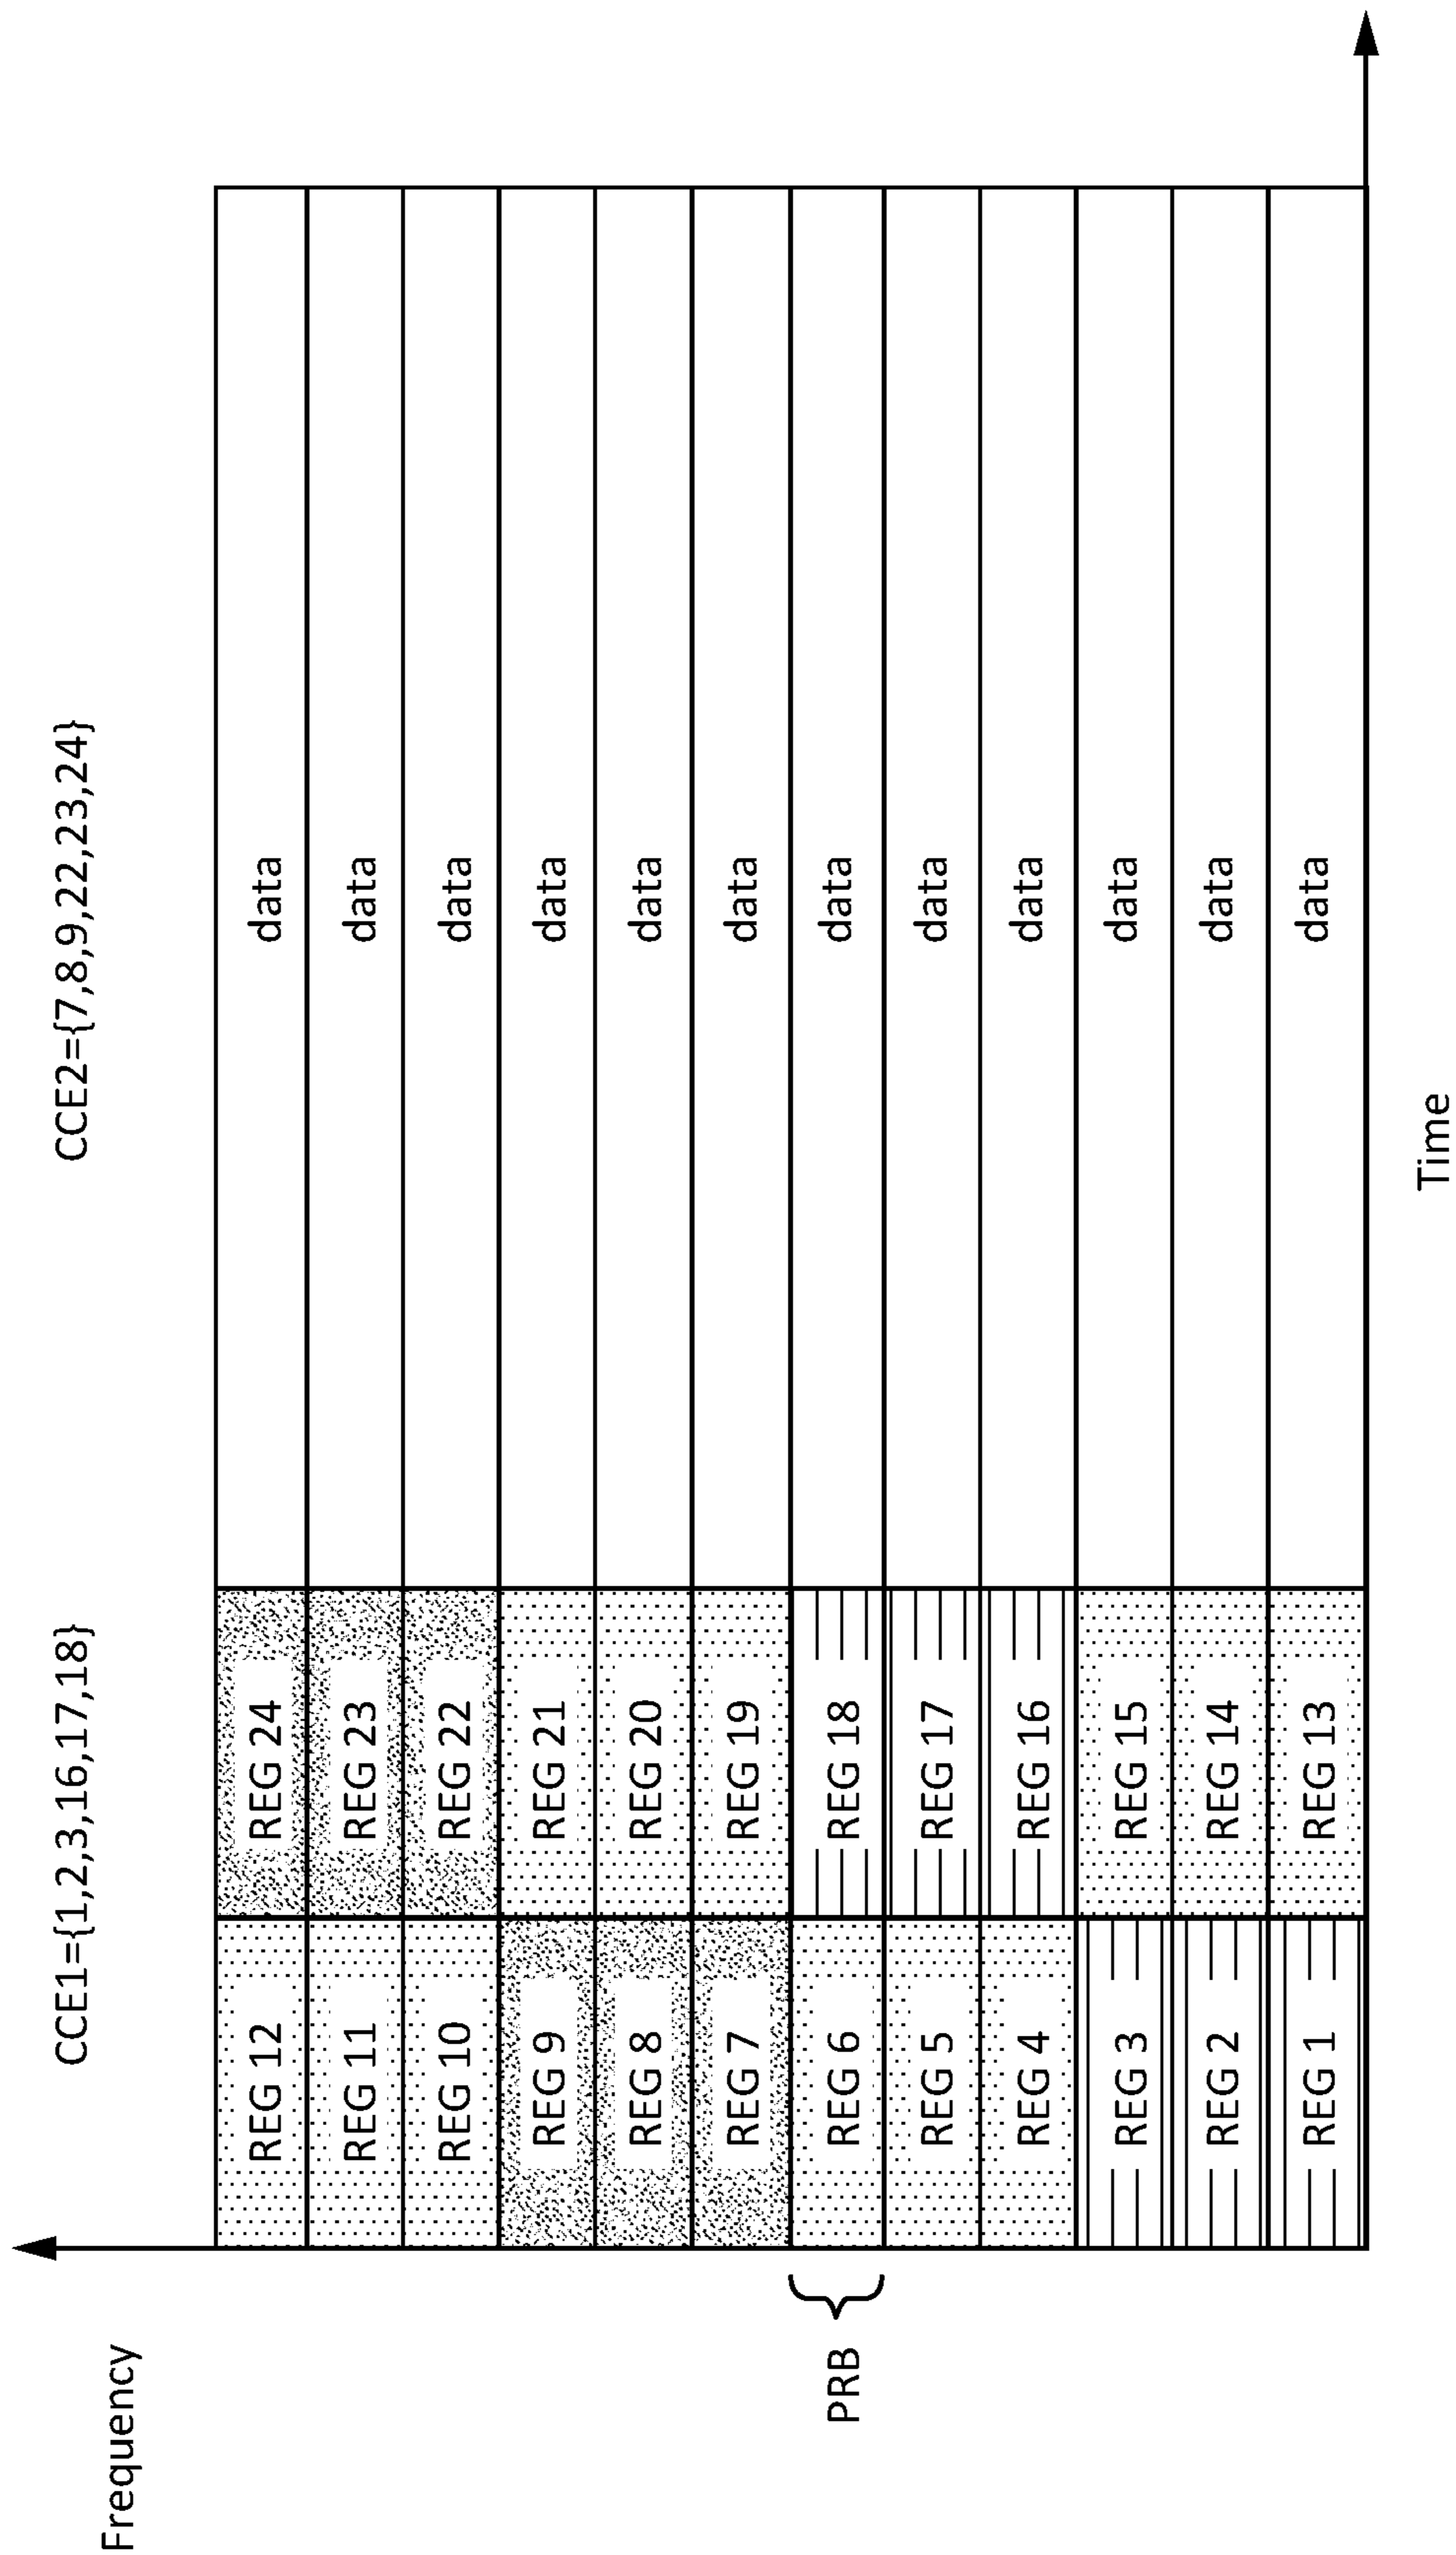 CCE1={1,2,3,16,17,18}
CCE2={7,8,9,22,23,24}
Frequency
REG 12
REG 24
data
REG 11
REG 23
data
REG 10
REG 22
data
REG 9
REG 21
data
REG 8
REG 20
data
REG 7
REG 19
data
PRB
REG 6
REG 18
data
REG 5
REG 17
data
REG 4
REG 16
data
REG 3
REG 15
data
REG 2
REG 14
data
REG 1
REG 13
data
Time